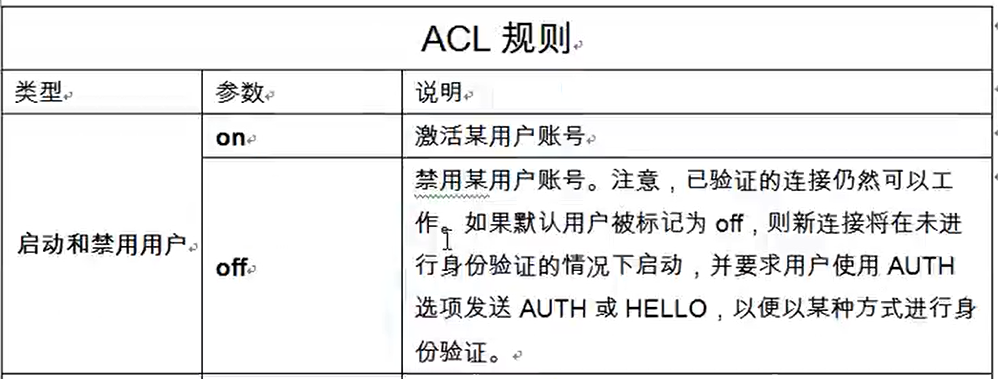 ACL 规则
类型
参数
说明
启动和禁用用户
on
激活某用户账号
off
禁用某用户账号。注意，已验证的连接仍然可以工
作。如果默认用户被标记为 off，则新连接将在未进
行身份验证的情况下启动，并要求用户使用 AUTH
选项发送 AUTH 或 HELLO，以便以某种方式进行身
份验证。